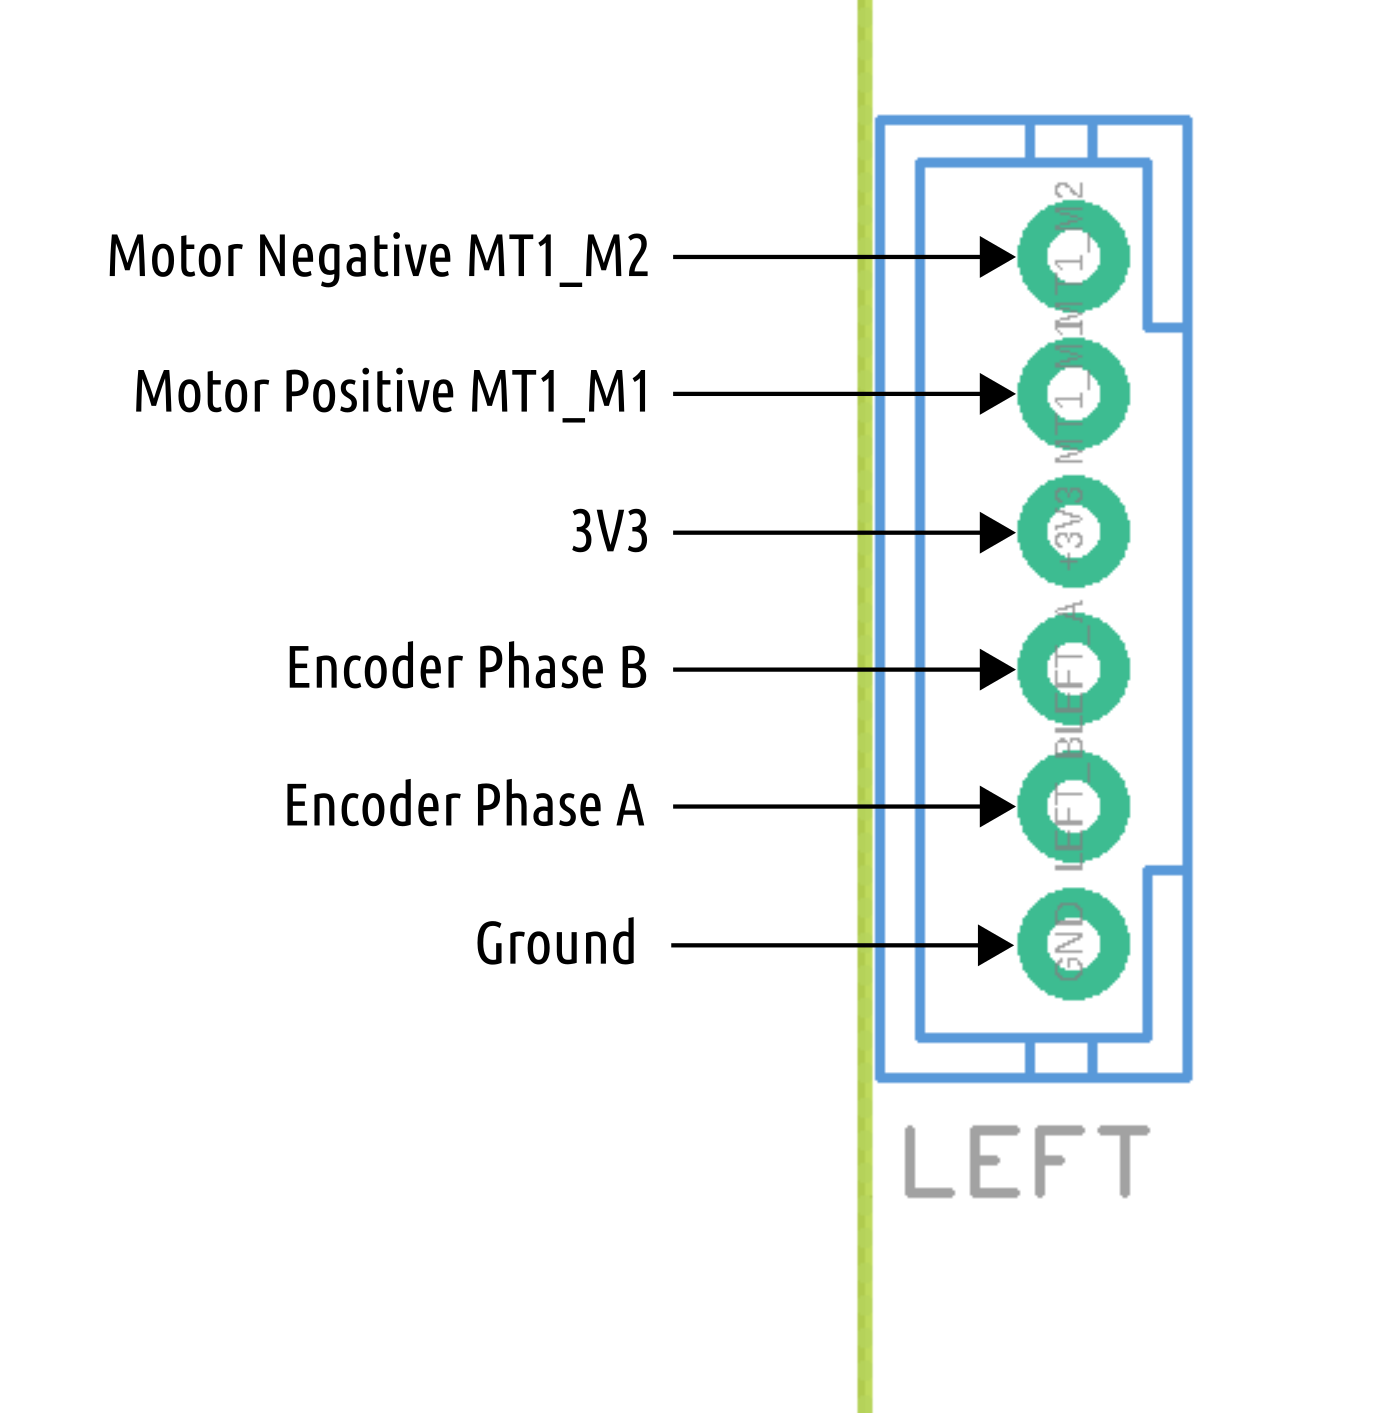 Motor Negative MT1_M2
MT1_M2
Motor Positive MT1_M1
MT1_M1
3V3
+3V3
Encoder Phase B
LEFT_A
Encoder Phase A
LEFT_B
Ground
GND
LEFT